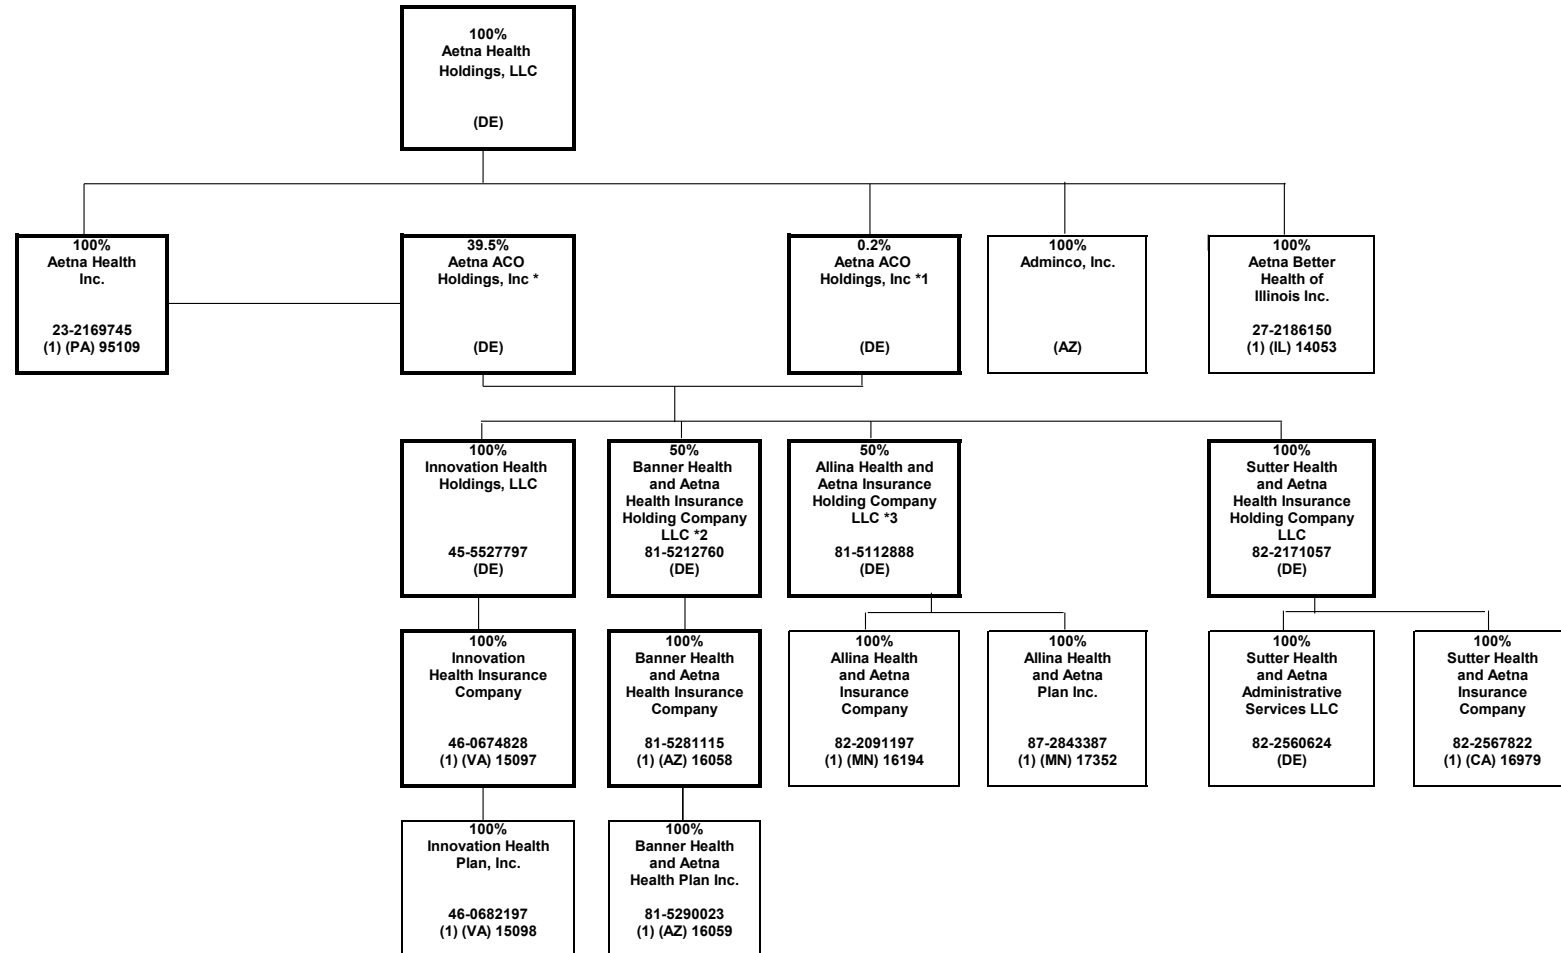 100%
Aetna Health
Holdings, LLC
(DE)
100%
Aetna Health
Inc.
23-2169745
(1) (PA) 95109
39.5%
Aetna ACO
Holdings, Inc *
(DE)
0.2%
Aetna ACO
Holdings, Inc *1
(DE)
100%
Adminco, Inc.
(AZ)
100%
Aetna Better
Health of
Illinois Inc.
27-2186150
(1) (IL) 14053
100%
Innovation Health
Holdings, LLC
45-5527797
(DE)
50%
Banner Health
and Aetna
Health Insurance
Holding Company
LLC *2
81-5212760
(DE)
50%
Allina Health and
Aetna Insurance
Holding Company
LLC *3
81-5112888
(DE)
100%
Sutter Health
and Aetna
Health Insurance
Holding Company
LLC
82-2171057
(DE)
100%
Innovation
Health Insurance
Company
46-0674828
(1) (VA) 15097
100%
Banner Health
and Aetna
Health Insurance
Company
81-5281115
(1) (AZ) 16058
100%
Allina Health
and Aetna
Insurance
Company
82-2091197
(1) (MN) 16194
100%
Allina Health
and Aetna
Plan Inc.
87-2843387
(1) (MN) 17352
100%
Sutter Health
and Aetna
Administrative
Services LLC
82-2560624
(DE)
100%
Sutter Health
and Aetna
Insurance
Company
82-2567822
(1) (CA) 16979
100%
Innovation Health
Plan, Inc.
46-0682197
(1) (VA) 15098
100%
Banner Health
and Aetna
Health Plan Inc.
81-5290023
(1) (AZ) 16059